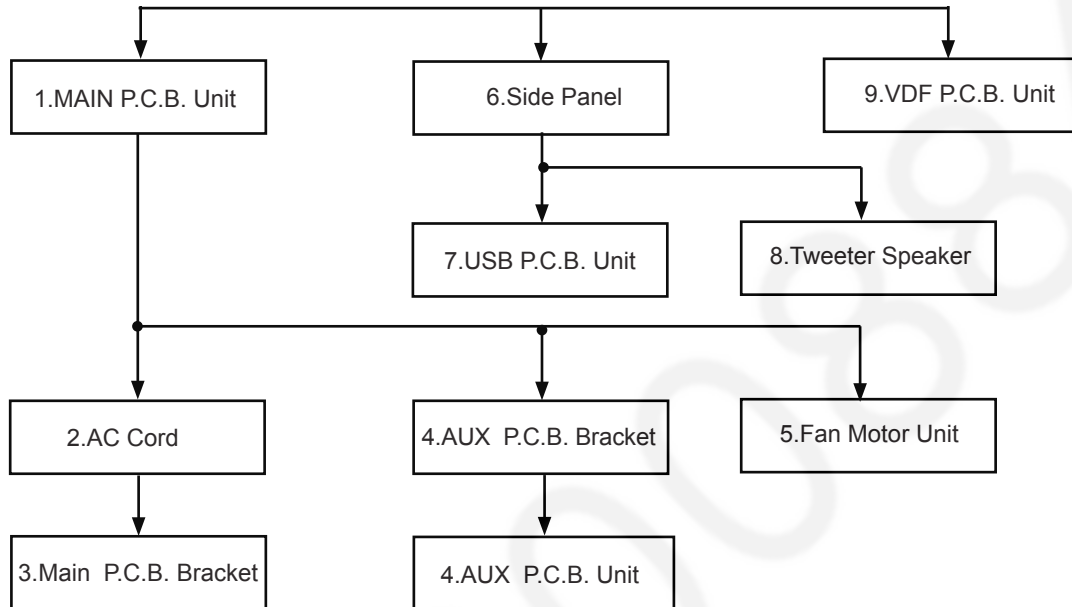 1.MAIN P.C.B. Unit
6.Side Panel
9.VDF P.C.B. Unit
7.USB P.C.B. Unit
8.Tweeter Speaker
2.AC Cord
4.AUX P.C.B. Bracket
5.Fan Motor Unit
3.Main P.C.B. Bracket
4.AUX P.C.B. Unit